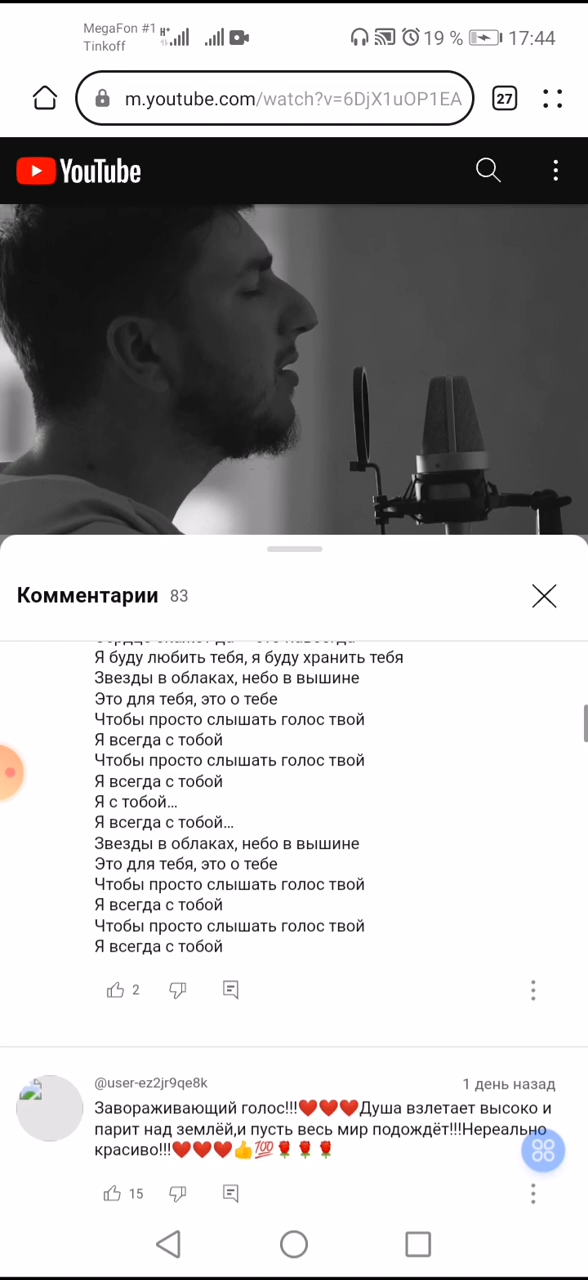 MegaFon #1
Tinkoff
19 %
17:44
m.youtube.com/watch?v=6DjX1uOP1EA
27
YouTube
Комментарии 83
Я буду любить тебя, я буду хранить тебя
Звезды в облаках, небо в вышине
Это для тебя, это о тебе
Чтобы просто слышать голос твой
Я всегда с тобой
Чтобы просто слышать голос твой
Я всегда с тобой
Я с тобой…
Я всегда с тобой…
Звезды в облаках, небо в вышине
Это для тебя, это о тебе
Чтобы просто слышать голос твой
Я всегда с тобой
Чтобы просто слышать голос твой
Я всегда с тобой
2
@user-ez2jr9qe8k
1 день назад
Завораживающий голос!!!❤️❤️❤️Душа взлетает высоко и
парит над землёй,и пусть весь мир подождёт!!!Нереально
красиво!!!❤️❤️❤️👍💯🌹🌹🌹
15